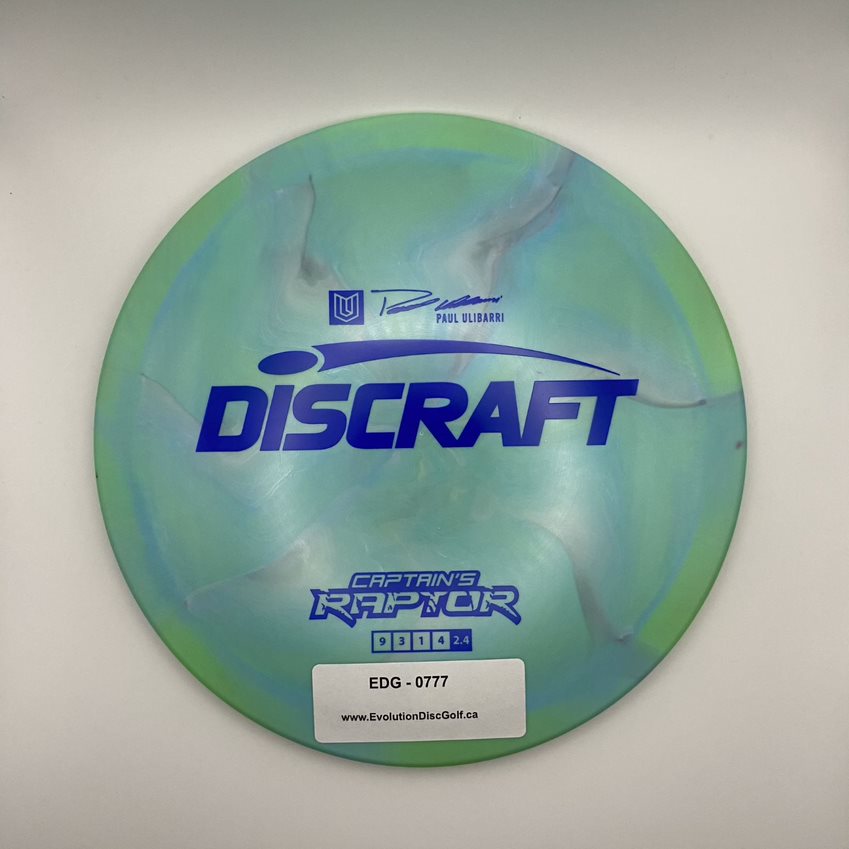 PAUL ULIBARRI
DISCRAFT
CAPTAIN'S
RAPTOR
9 3 1 4 2.4
EDG - 0777
www.EvolutionDiscGolf.ca